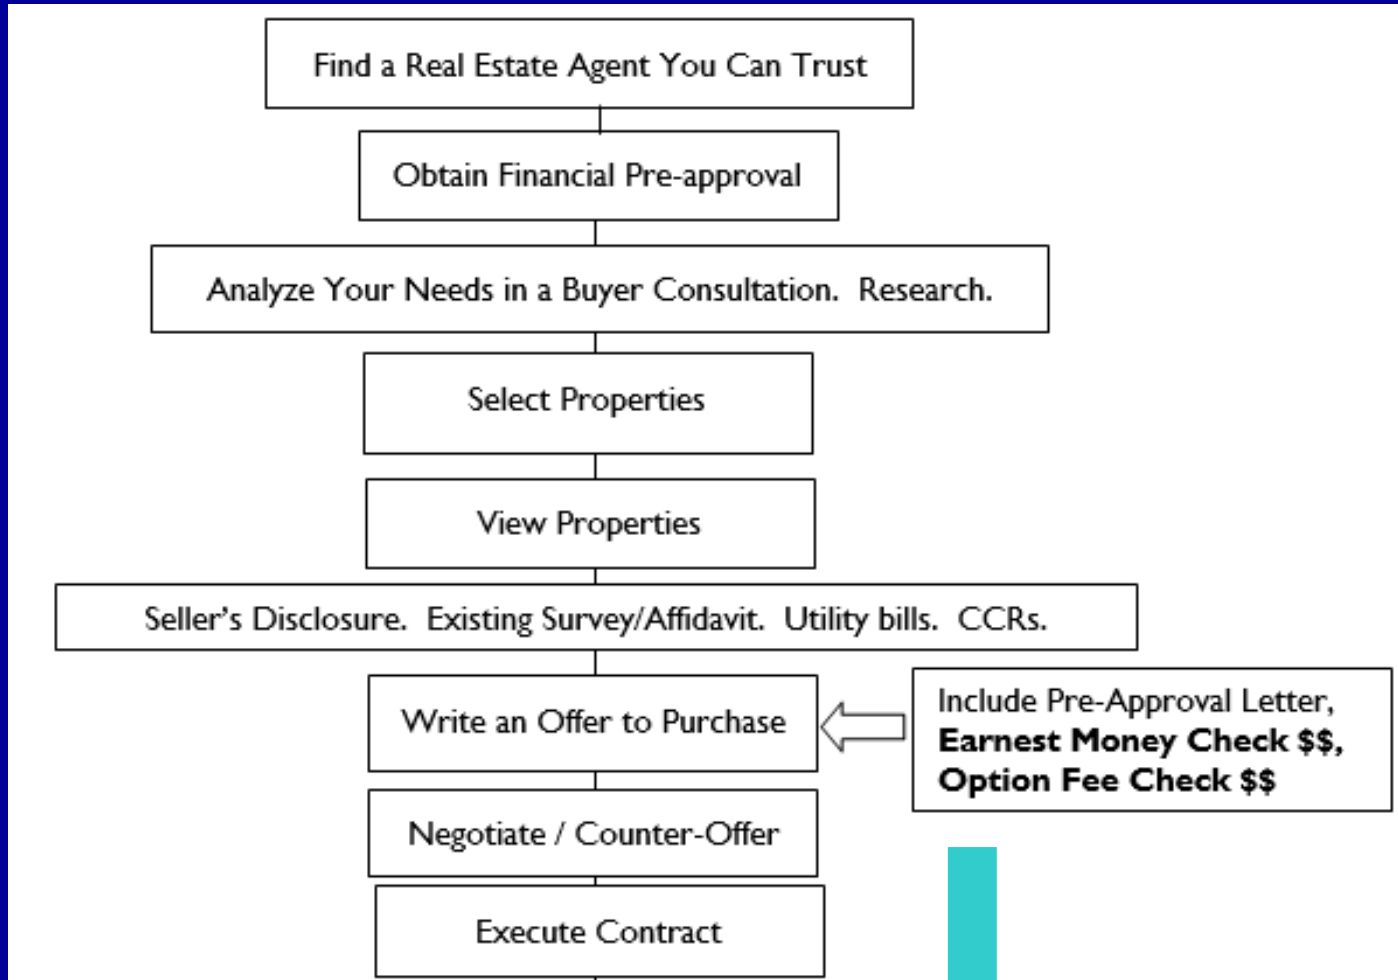 Find a Real Estate Agent You Can Trust
Obtain Financial Pre-approval
Analyze Your Needs in a Buyer Consultation.  Research.
Select Properties
View Properties
Seller’s Disclosure.  Existing Survey/Affidavit.  Utility bills.  CCRs.
Write an Offer to Purchase
Include Pre-Approval Letter,
Earnest Money Check $$,
Option Fee Check $$
Negotiate / Counter-Offer
Execute Contract